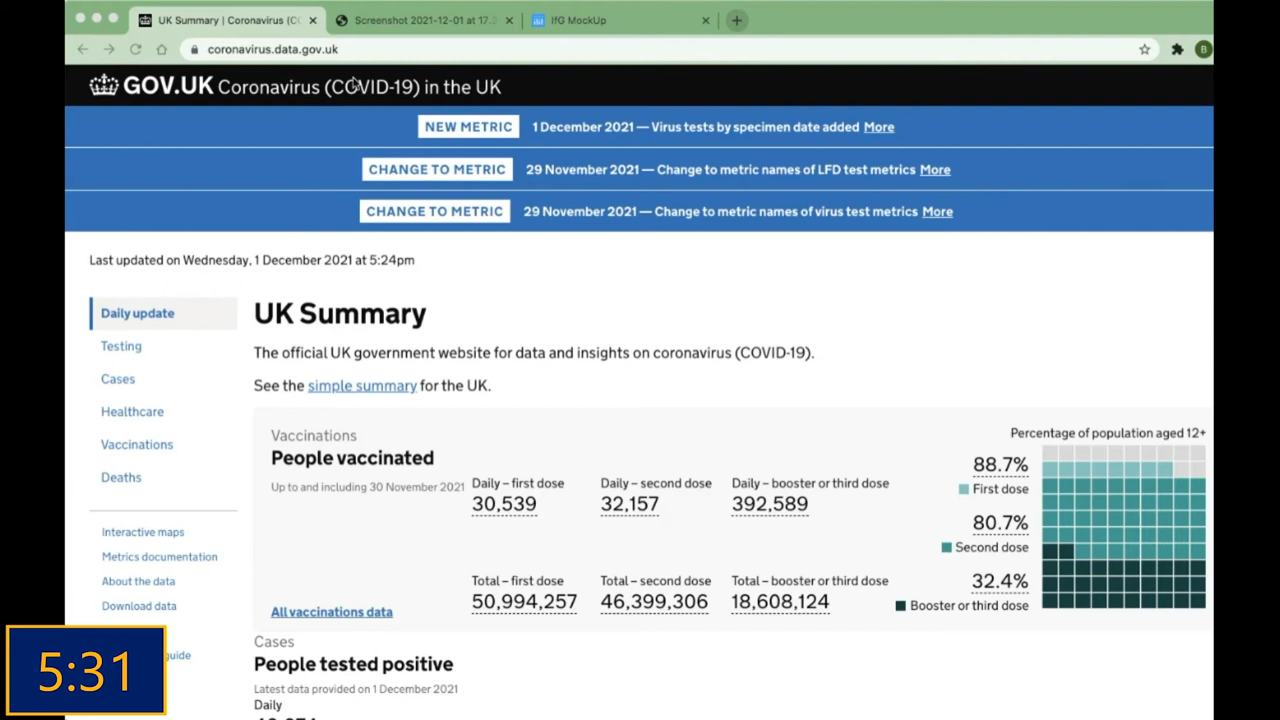 UK Summary | Coronavirus (CO
Screenshot 2021-12-01 at 17.
IfG MockUp
coronavirus.data.gov.uk
B
GOV.UK Coronavirus (COVID-19) in the UK
NEW METRIC 1 December 2021 — Virus tests by specimen date added More
CHANGE TO METRIC 29 November 2021 — Change to metric names of LFD test metrics More
CHANGE TO METRIC 29 November 2021 — Change to metric names of virus test metrics More
Last updated on Wednesday, 1 December 2021 at 5:24pm
Daily update
Testing
Cases
Healthcare
Vaccinations
Deaths
Interactive maps
Metrics documentation
About the data
Download data
guide
UK Summary
The official UK government website for data and insights on coronavirus (COVID-19).
See the simple summary for the UK.
Vaccinations
People vaccinated
Up to and including 30 November 2021
Daily – first dose
30,539
Daily – second dose
32,157
Daily – booster or third dose
392,589
Total – first dose
50,994,257
Total – second dose
46,399,306
Total – booster or third dose
18,608,124
All vaccinations data
Percentage of population aged 12+
88.7%
First dose
80.7%
Second dose
32.4%
Booster or third dose
Cases
People tested positive
Latest data provided on 1 December 2021
Daily
5:31